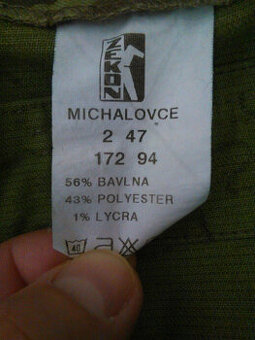 ZEKON
MICHALOVCE
2 47
172 94
56% BAVLNA
43% POLYESTER
1% LYCRA
40